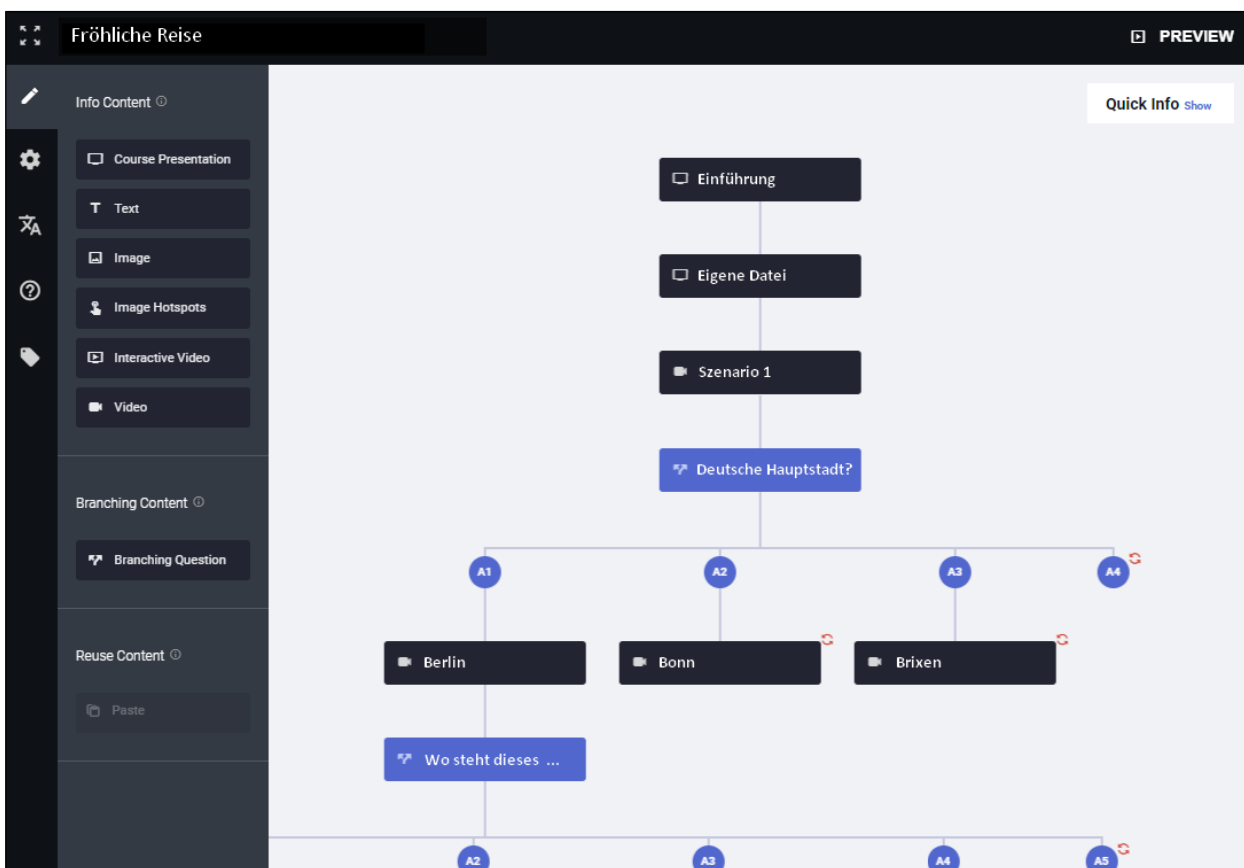 Fröhliche Reise
PREVIEW
Info Content
Course Presentation
T Text
Image
Image Hotspots
Interactive Video
Video
Branching Content
Branching Question
Reuse Content
Paste
Quick Info Show
Einführung
Eigene Datei
Szenario 1
Deutsche Hauptstadt?
A1 A2 A3 A4
Berlin Bonn Brixen
Wo steht dieses ...
A2 A3 A4 A5